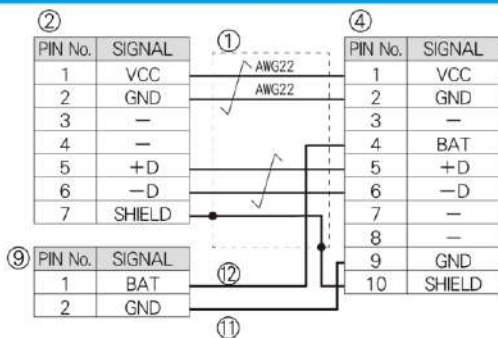 ②
PIN No. SIGNAL
1 VCC
2 GND
3 —
4 —
5 +D
6 —D
7 SHIELD
①
AWG22
AWG22
④
PIN No. SIGNAL
1 VCC
2 GND
3 —
4 BAT
5 +D
6 —D
7 —
8 —
9 GND
10 SHIELD
⑨
PIN No. SIGNAL
1 BAT
2 GND
⑫
⑪